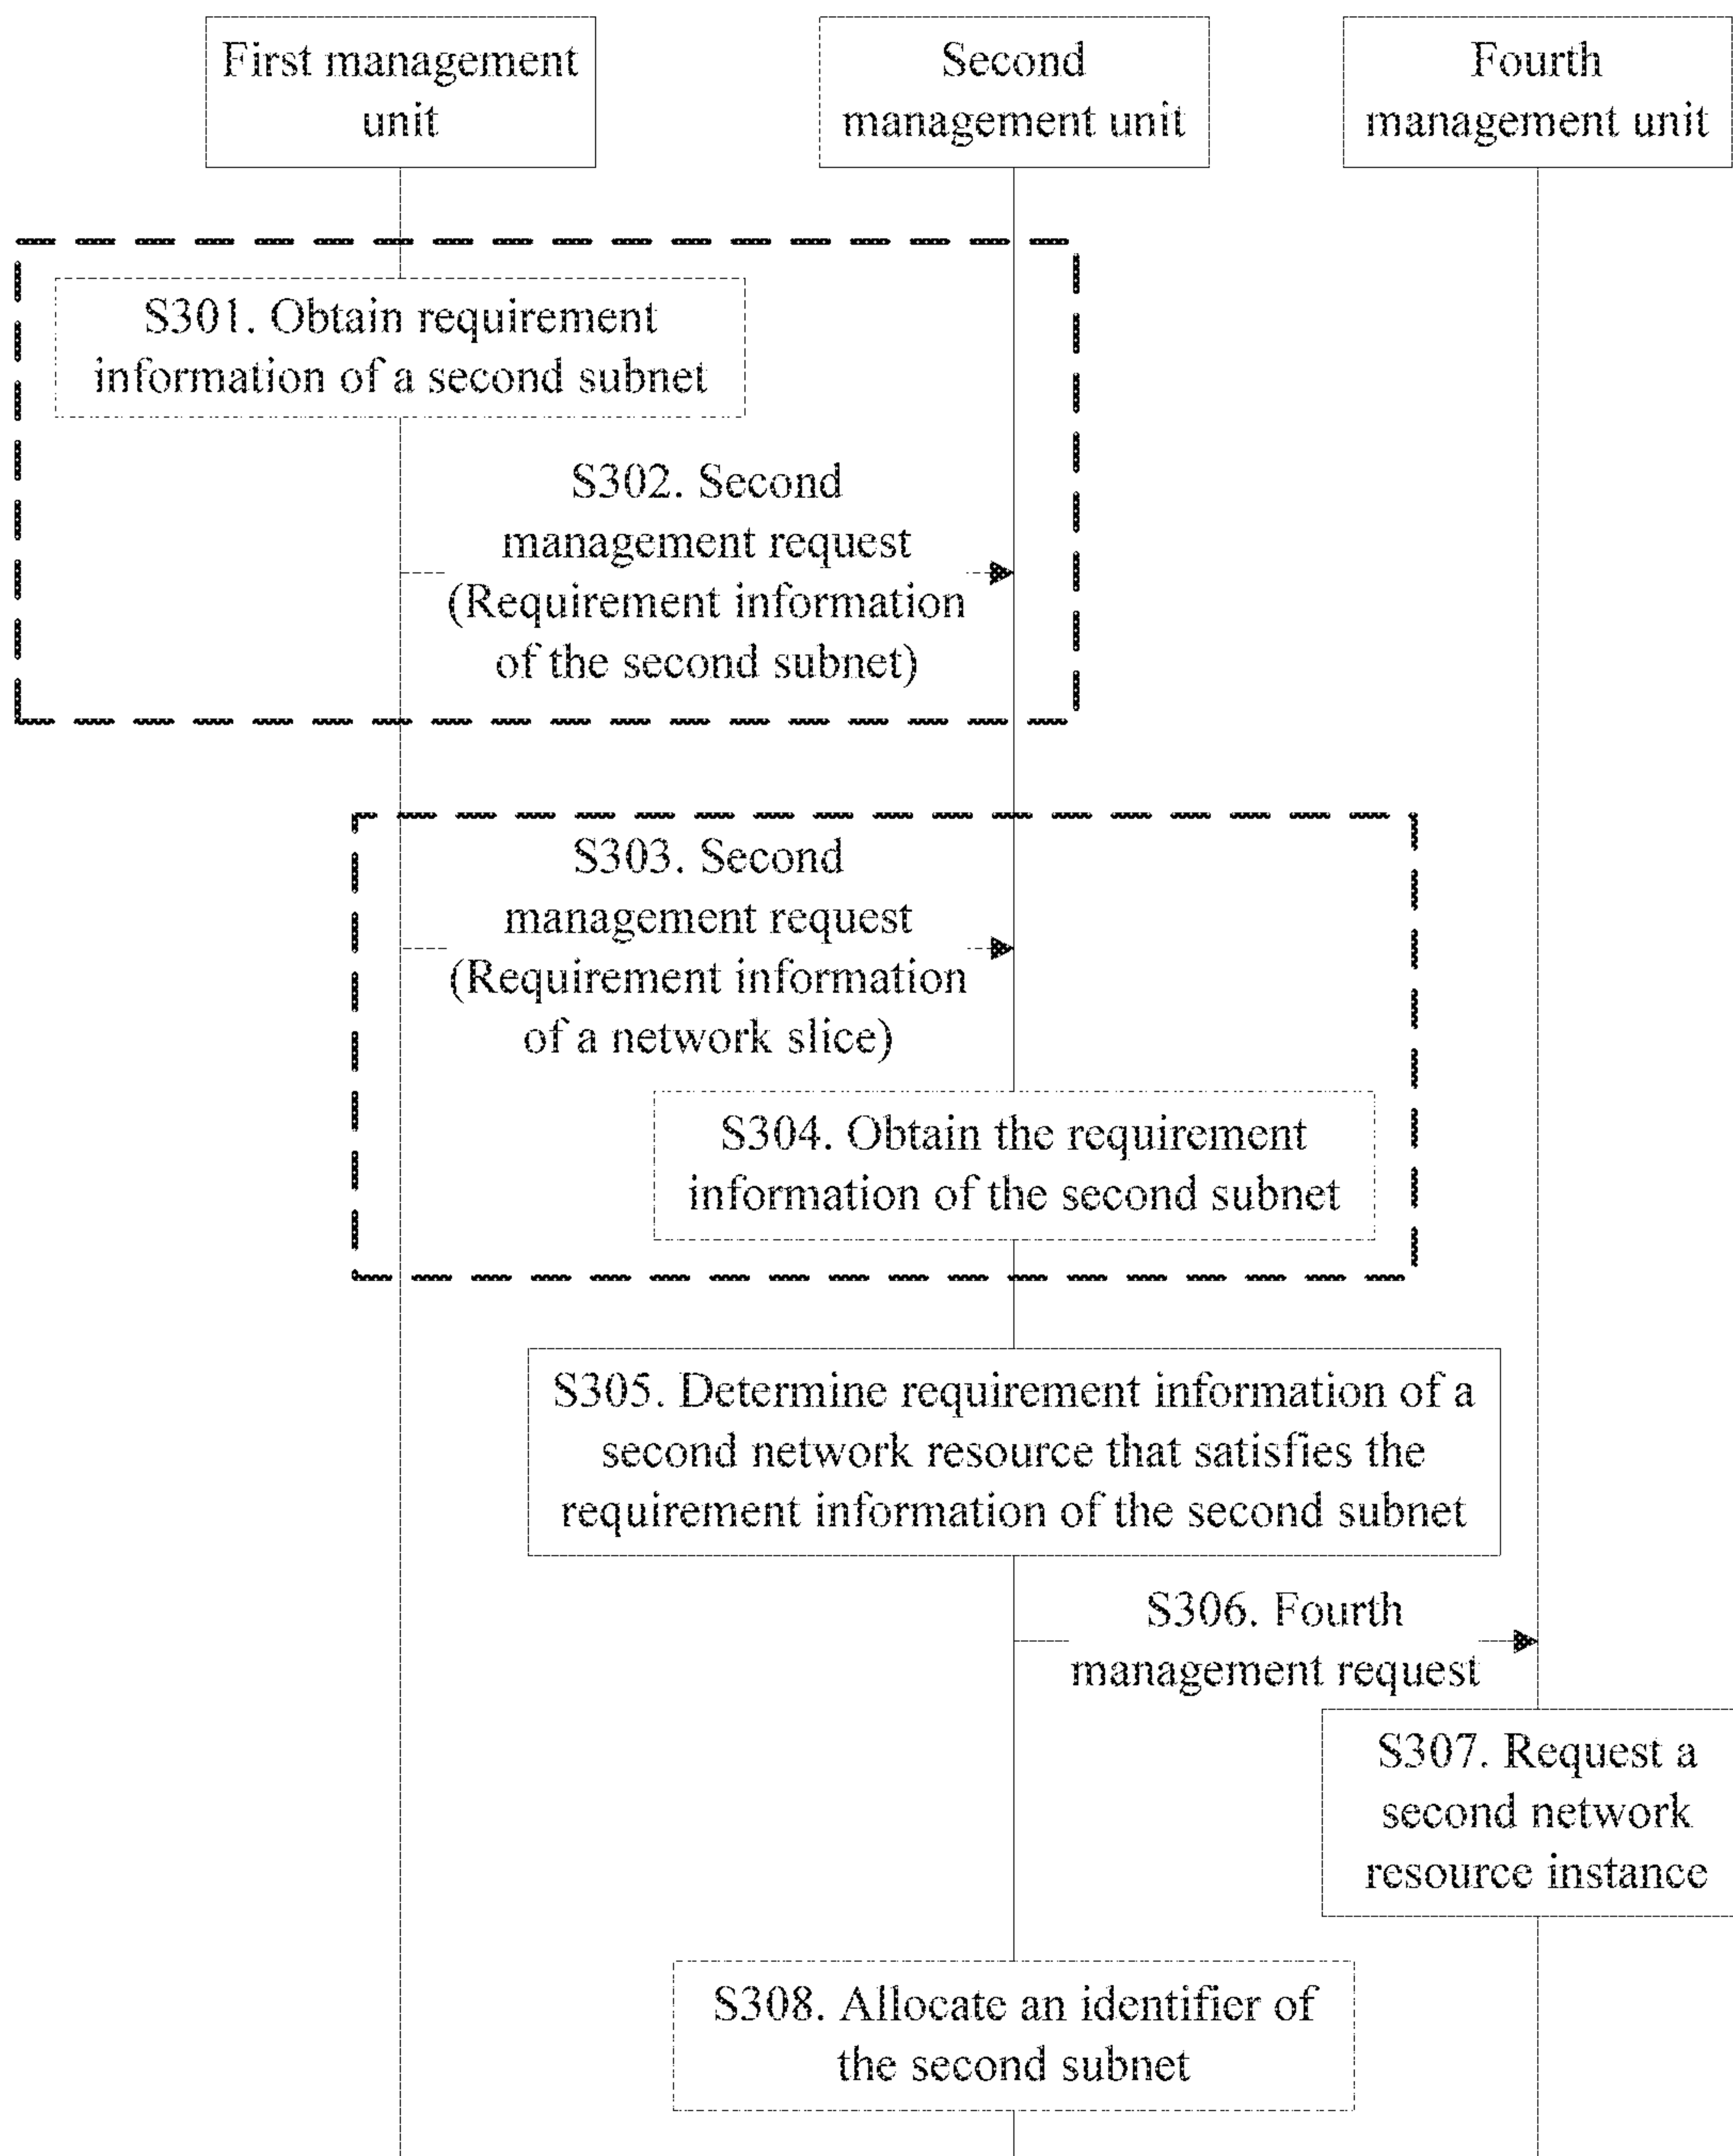 First management
unit
Second
management unit
Fourth
management unit
S301. Obtain requirement
information of a second subnet
S302. Second
management request
(Requirement information
of the second subnet)
S303. Second
management request
(Requirement information
of a network slice)
S304. Obtain the requirement
information of the second subnet
S305. Determine requirement information of a
second network resource that satisfies the
requirement information of the second subnet
S306. Fourth
management request
S307. Request a
second network
resource instance
S308. Allocate an identifier of
the second subnet